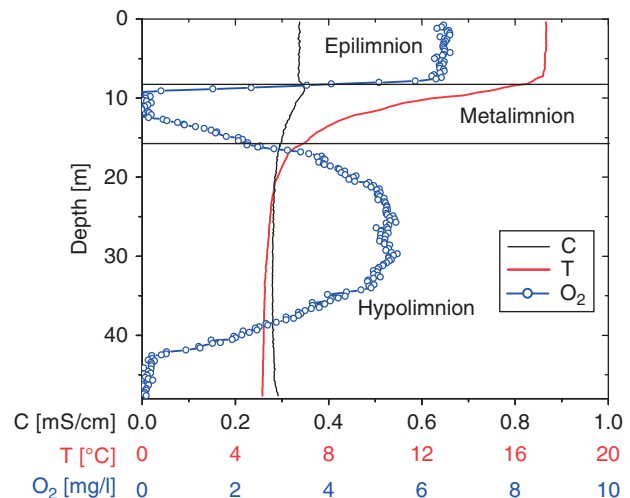 0
10
20
30
40
Depth [m]
Epilimnion
Metalimnion
Hypolimnion
C
T
O₂
C [mS/cm] 0.0 0.2 0.4 0.6 0.8 1.0
T [°C] 0 4 8 12 16 20
O₂ [mg/l] 0 2 4 6 8 10